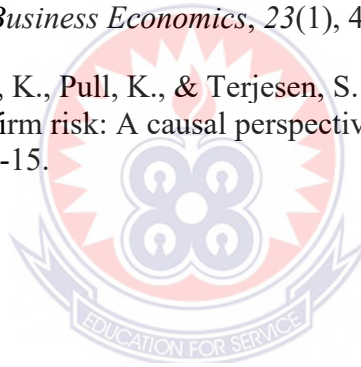 Business Economics, 23(1), 4
, K., Pull, K., & Terjesen, S.
irm risk: A causal perspectiv
-15.
EDUCATION FOR SERVICE